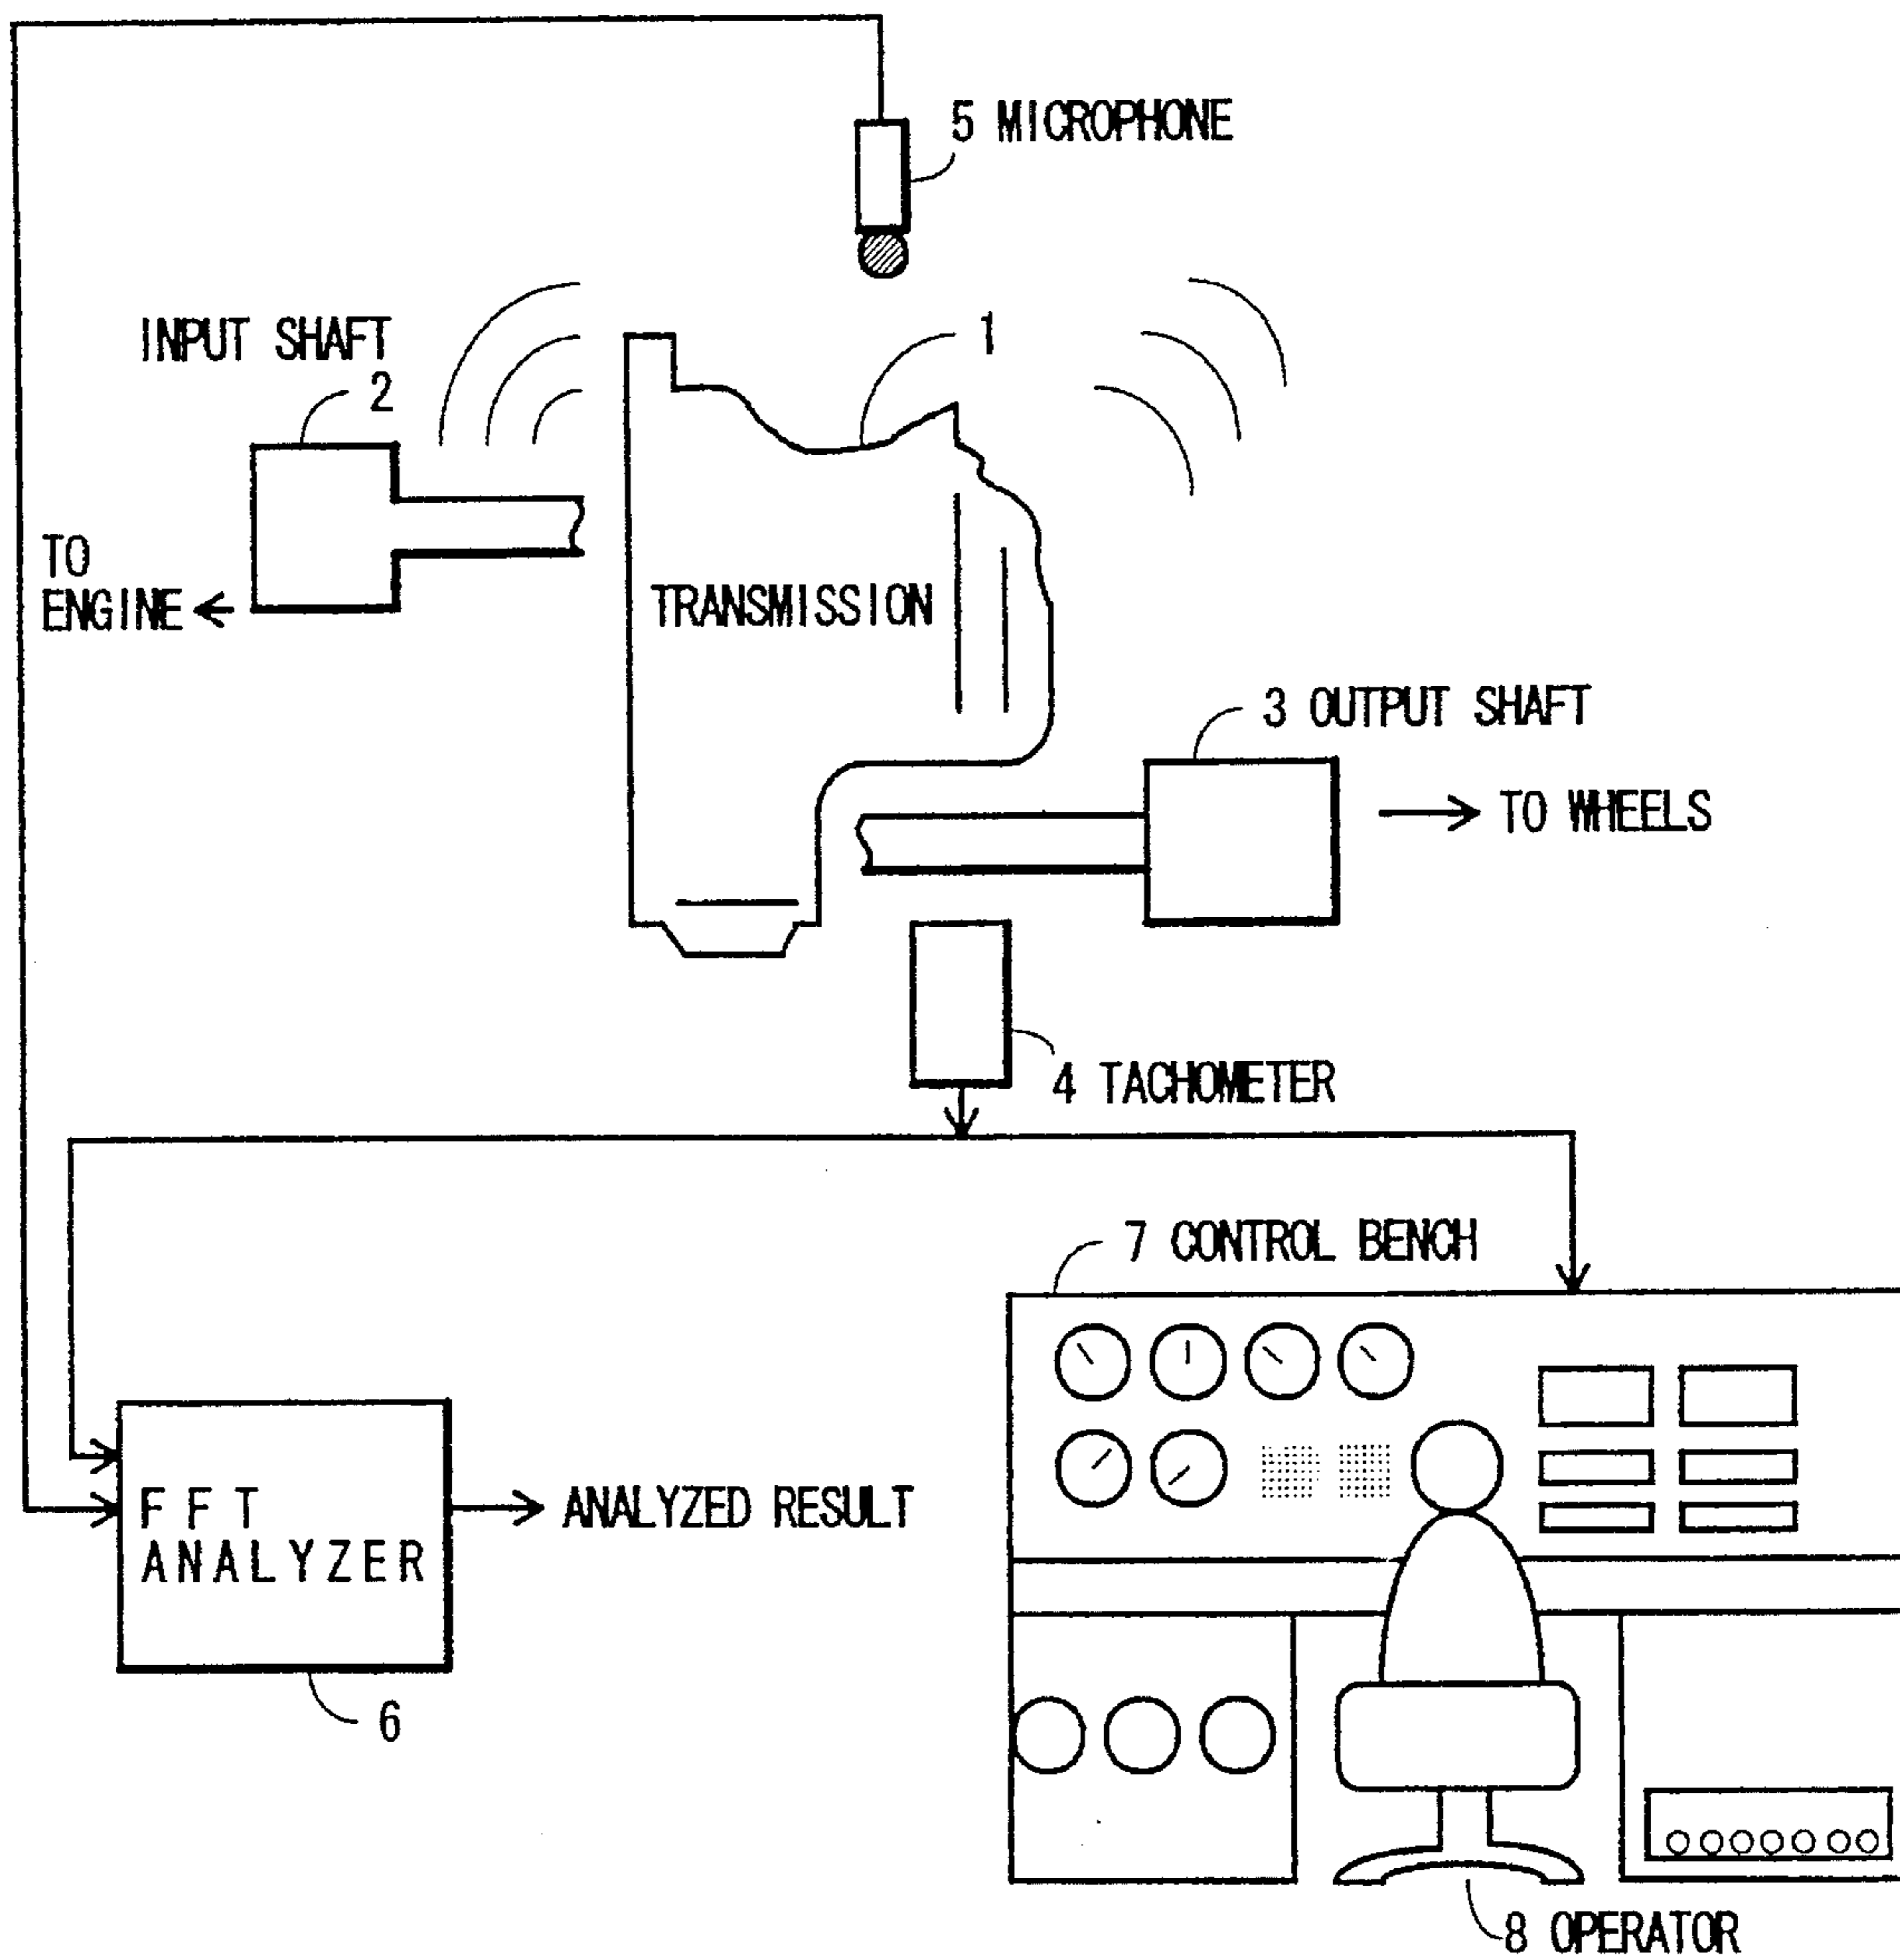 5 MICROPHONE
INPUT SHAFT
2
1
TO
ENGINE
TRANSMISSION
3 OUTPUT SHAFT
TO WHEELS
4 TACHOMETER
7 CONTROL BENCH
FFT
ANALYZER
ANALYZED RESULT
6
8 OPERATOR